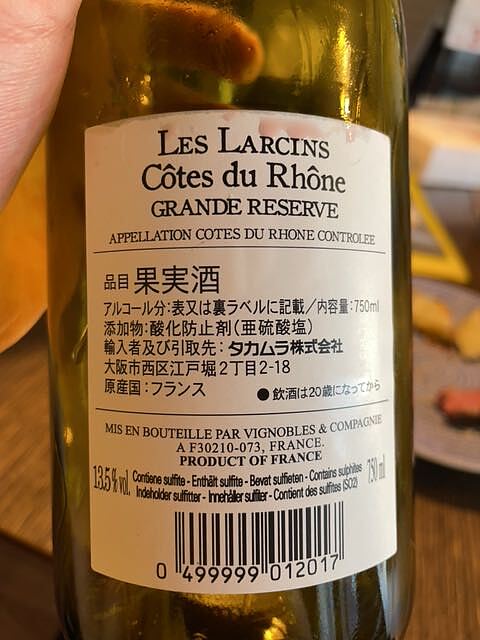 LES LARCINS
Côtes du Rhône
GRANDE RESERVE
APPELLATION COTES DU RHONE CONTROLEE
品目 果実酒
アルコール分:表又は裏ラベルに記載/内容量:750ml
添加物:酸化防止剤(亜硫酸塩)
輸入者及び引取先:タカムラ株式会社
大阪市西区江戸堀2丁目2-18
原産国:フランス ●飲酒は20歳になってから
MIS EN BOUTEILLE PAR VIGNOBLES & COMPAGNIE
A F30210-073, FRANCE.
PRODUCT OF FRANCE
13.5% vol. Contiene sulfite - Enthält sulfite - Bevat sulfieten - Contains sulphites 750 ml
Indeholder sulfitter - Innehåller sulfiter - Contient des sulfites (SO2)
0 499999 012017